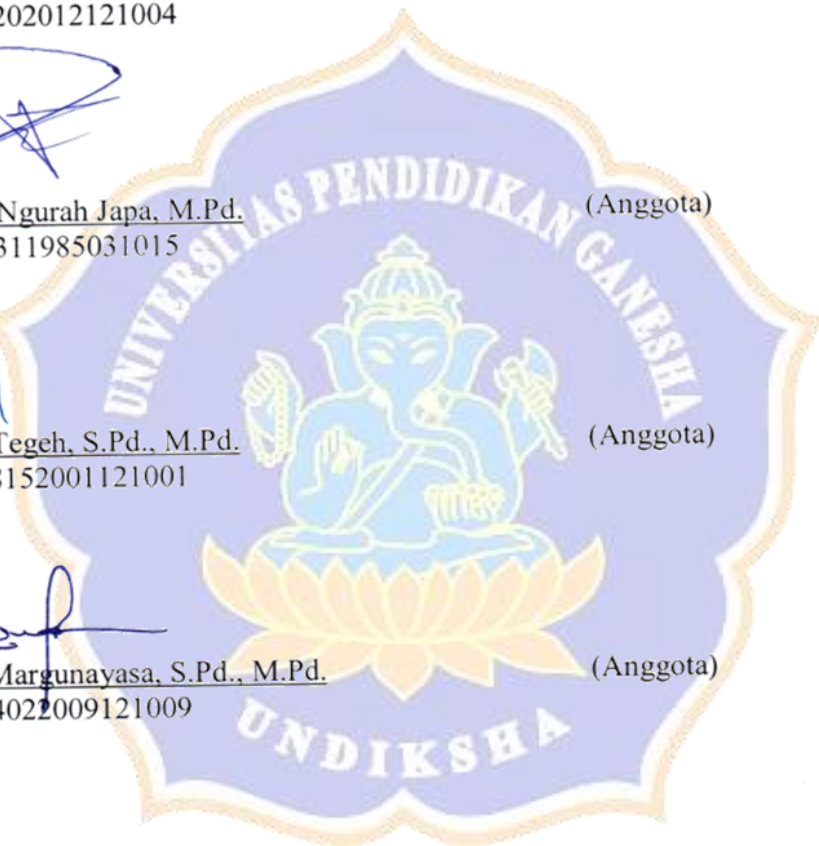 202012121004
Ngurah Japa, M.Pd.
311985031015
(Anggota)
UNIVERSITAS PENDIDIKAN GANESHA
Tegeh, S.Pd., M.Pd.
8152001121001
(Anggota)
Margunayasa, S.Pd., M.Pd.
4022009121009
(Anggota)
UNDIKSHA